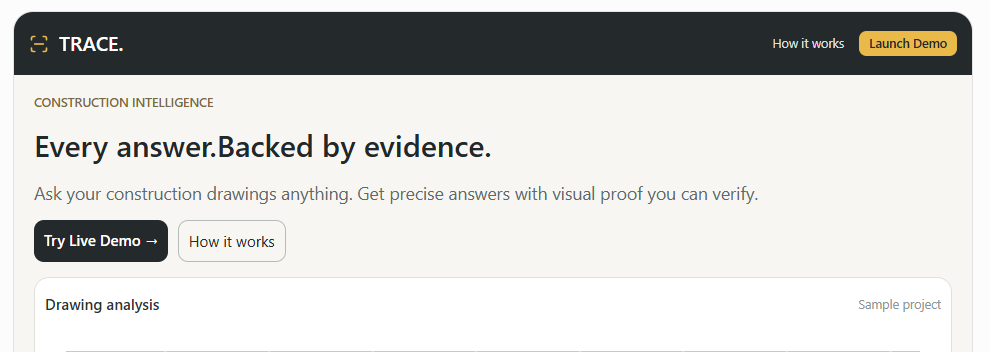 TRACE.
How it works
Launch Demo
CONSTRUCTION INTELLIGENCE
Every answer.Backed by evidence.
Ask your construction drawings anything. Get precise answers with visual proof you can verify.
Try Live Demo →
How it works
Drawing analysis
Sample project